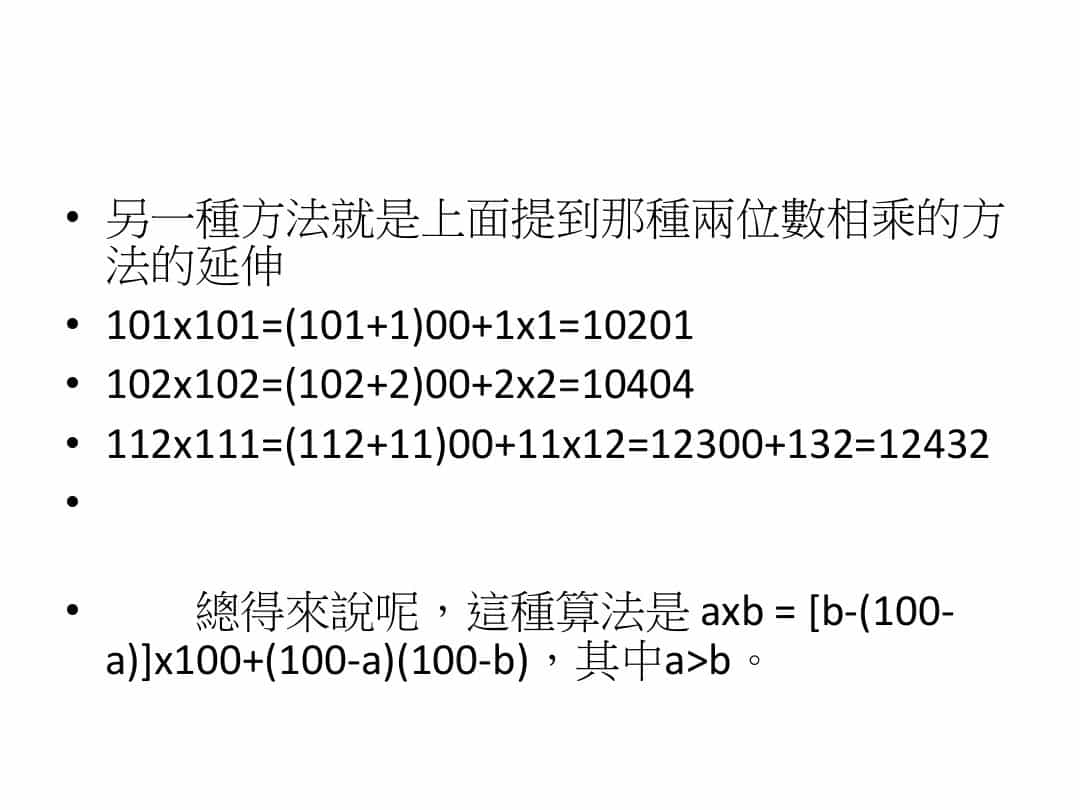 • 另一種方法就是上面提到那種兩位數相乘的方
法的延伸
• 101x101=(101+1)00+1x1=10201
• 102x102=(102+2)00+2x2=10404
• 112x111=(112+11)00+11x12=12300+132=12432
•
• 總得來說呢，這種算法是 axb = [b-(100-
a)]x100+(100-a)(100-b)，其中a>b。